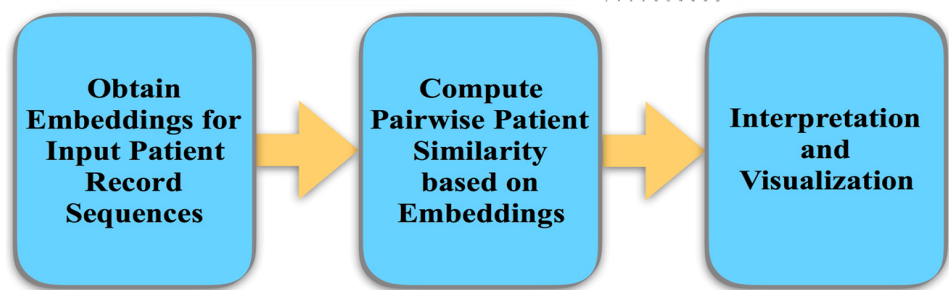 Obtain
Embeddings for
Input Patient
Record
Sequences
Compute
Pairwise Patient
Similarity
based on
Embeddings
Interpretation
and
Visualization